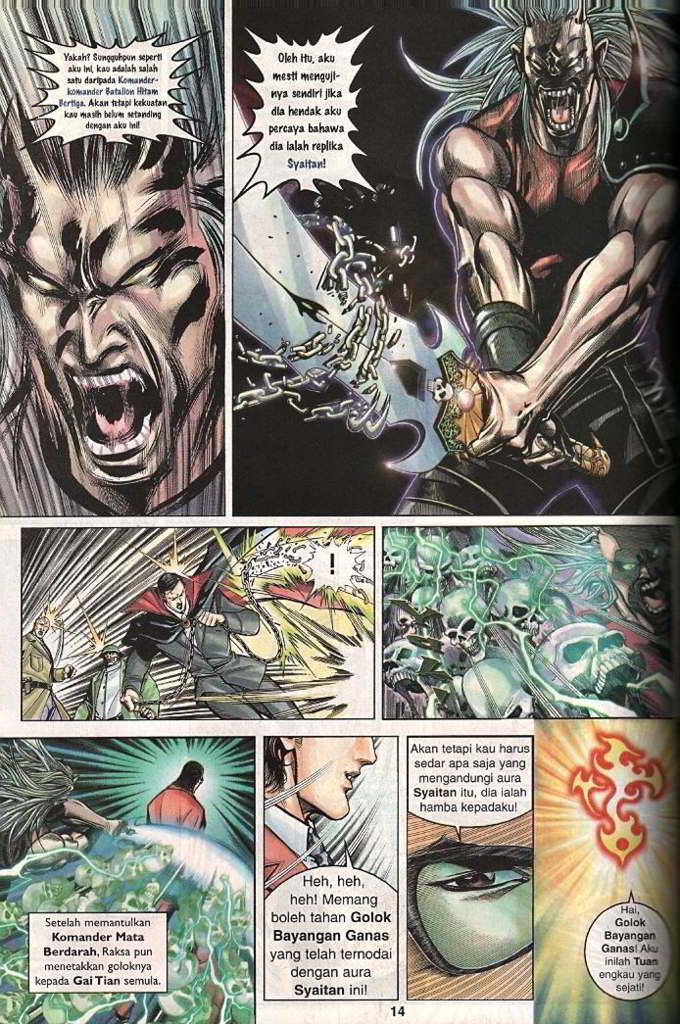 Yakah? Sungguhpun seperti
aku ini, kau adalah salah
satu daripada Komander-
komander Batalion Hitam
Bertiga. Akan tetapi kekuatan
kau masih belum setanding
dengan aku ini!
Oleh itu, aku
mesti menguji-
nya sendiri jika
dia hendak aku
percaya bahawa
dia ialah replika
Syaitan!
!
Setelah memantulkan
Komander Mata
Berdarah, Raksa pun
menetakkan goloknya
kepada Gai Tian semula.
Heh, heh,
heh! Memang
boleh tahan Golok
Bayangan Ganas
yang telah ternodai
dengan aura
Syaitan ini!
Akan tetapi kau harus
sedar apa saja yang
mengandungi aura
Syaitan itu, dia ialah
hamba kepadaku!
Hai,
Golok
Bayangan
Ganas! Aku
inilah Tuan
engkau yang
sejati!
14